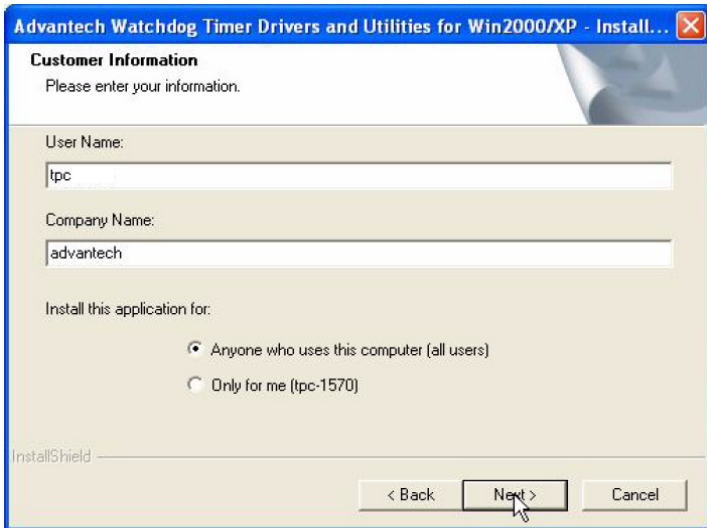 Advantech Watchdog Timer Drivers and Utilities for Win2000/XP - Install...
Customer Information
Please enter your information.
User Name:
tpc
Company Name:
advantech
Install this application for:
Anyone who uses this computer (all users)
Only for me (tpc-1570)
InstallShield
< Back Next > Cancel